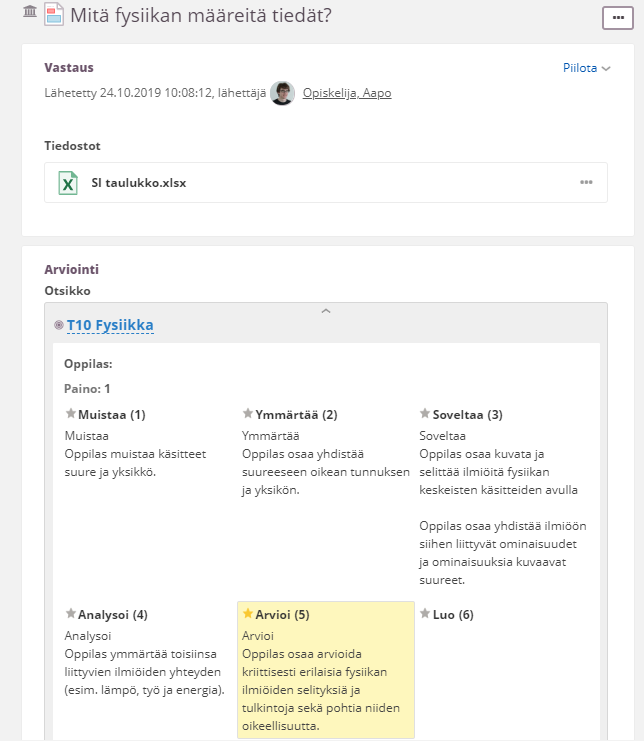 Mitä fysiikan määreitä tiedät?
Vastaus
Piilota
Lähetetty 24.10.2019 10:08:12, lähettäjä Opiskelija, Aapo
Tiedostot
SI taulukko.xlsx
Arviointi
Otsikko
T10 Fysiikka
Oppilas:
Paino: 1
Muistaa (1)
Muistaa
Oppilas muistaa käsitteet
suure ja yksikkö.
Ymmärtää (2)
Ymmärtää
Oppilas osaa yhdistää
suureeseen oikean tunnuksen
ja yksikön.
Soveltaa (3)
Soveltaa
Oppilas osaa kuvata ja
selittää ilmiöitä fysiikan
keskeisten käsitteiden avulla
Oppilas osaa yhdistää ilmiöön
siihen liittyvät ominaisuudet
ja ominaisuuksia kuvaavat
suureet.
Analysoi (4)
Analysoi
Oppilas ymmärtää toisiinsa
liittyvien ilmiöiden yhteyden
(esim. lämpö, työ ja energia).
Arvioi (5)
Arvioi
Oppilas osaa arvioida
kriittisesti erilaisia fysiikan
ilmiöiden selityksiä ja
tulkintoja sekä pohtia niiden
oikeellisuutta.
Luo (6)